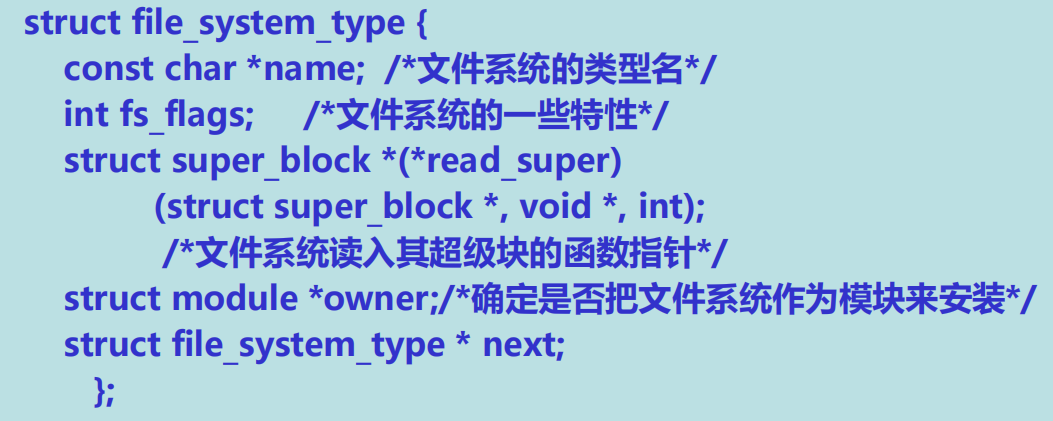 struct file_system_type {
const char *name; /*文件系统的类型名*/
int fs_flags; /*文件系统的一些特性*/
struct super_block *(*read_super)
(struct super_block *, void *, int);
/*文件系统读入其超级块的函数指针*/
struct module *owner;/*确定是否把文件系统作为模块来安装*/
struct file_system_type * next;
};